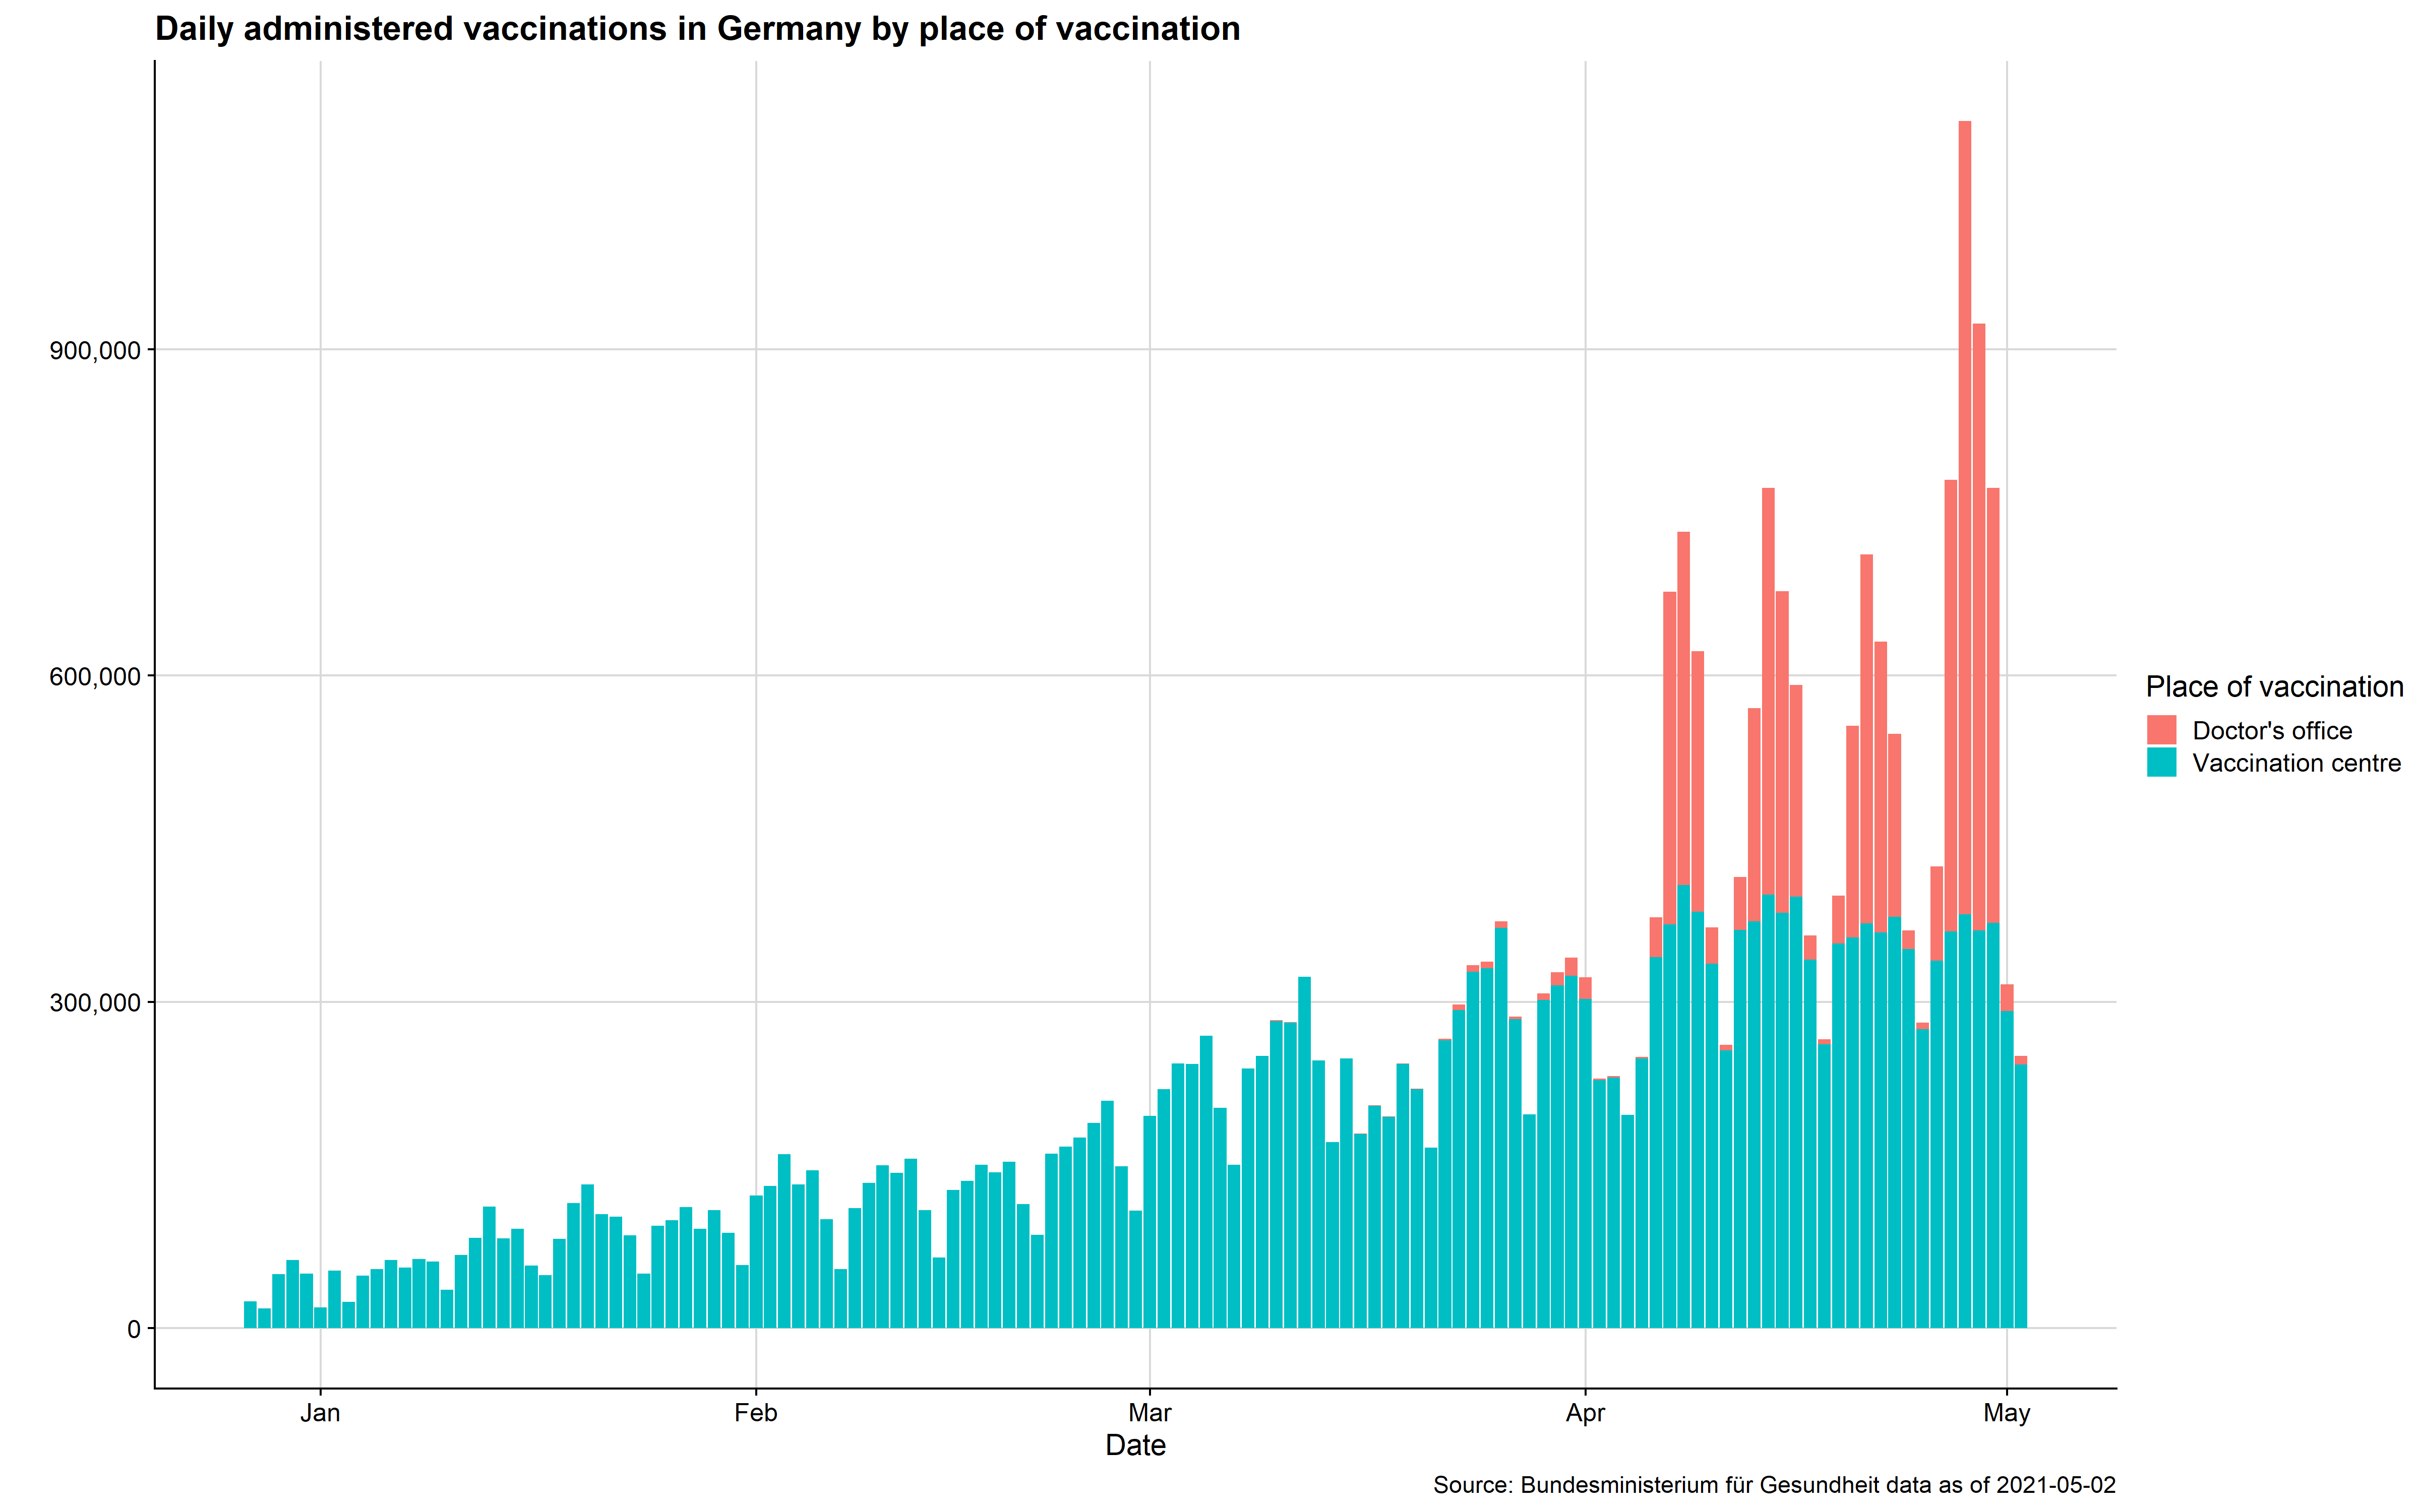 Daily administered vaccinations in Germany by place of vaccination
900,000
600,000
300,000
0
Jan Feb Mar Apr May
Date
Place of vaccination
Doctor's office
Vaccination centre
Source: Bundesministerium für Gesundheit data as of 2021-05-02